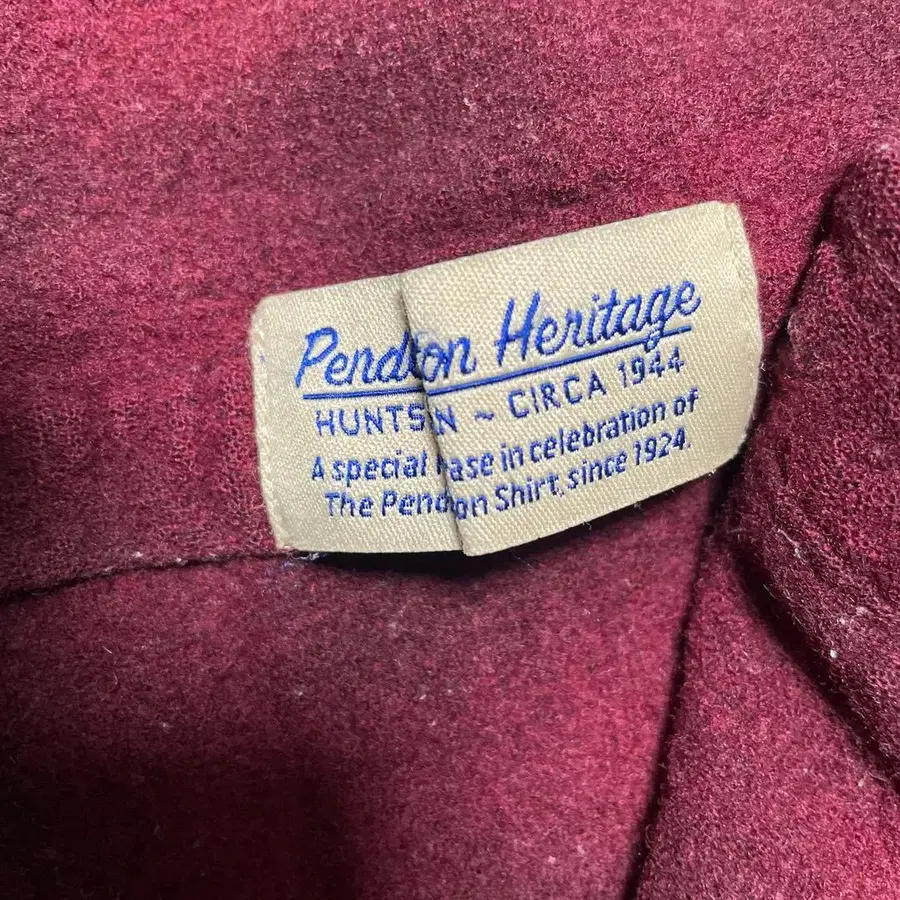 Pend on Heritage
HUNTS N ~ CIRCA 1944
A special ase in celebration of
The Pend on Shirt, since 1924.